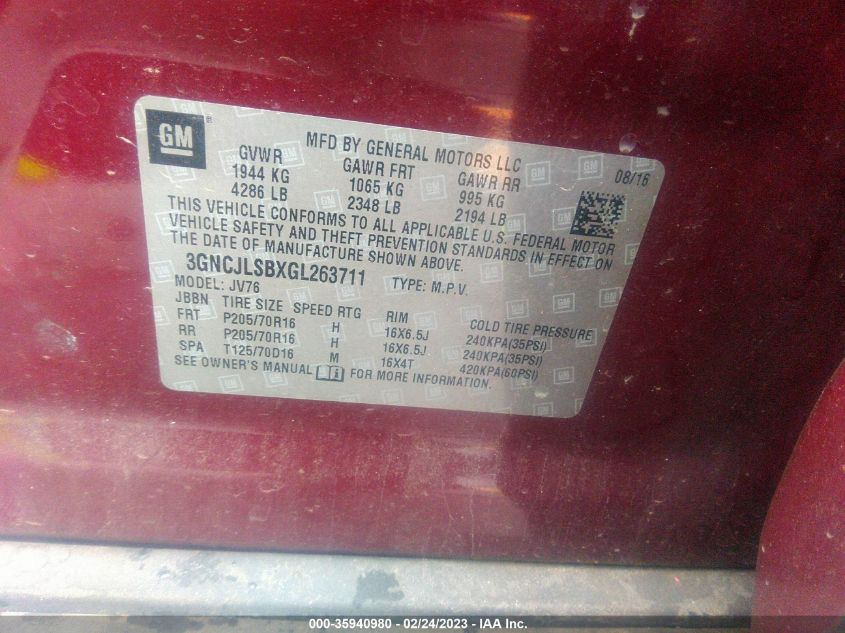 GM
®
MFD BY GENERAL MOTORS LLC
08/16
GVWR GAWR FRT GAWR RR
1944 KG 1065 KG 995 KG
4286 LB 2348 LB 2194 LB
THIS VEHICLE CONFORMS TO ALL APPLICABLE U.S. FEDERAL MOTOR
VEHICLE SAFETY AND THEFT PREVENTION STANDARDS IN EFFECT ON
THE DATE OF MANUFACTURE SHOWN ABOVE.
3GNCJLSBXGL263711 TYPE: M.P.V.
MODEL: JV76
JBBN TIRE SIZE SPEED RTG RIM COLD TIRE PRESSURE
FRT P205/70R16 H 16X6.5J 240KPA(35PSI)
RR P205/70R16 H 16X6.5J 240KPA(35PSI)
SPA T125/70D16 M 16X4T 420KPA(60PSI)
SEE OWNER'S MANUAL FOR MORE INFORMATION.
000-35940980 - 02/24/2023 - IAA Inc.